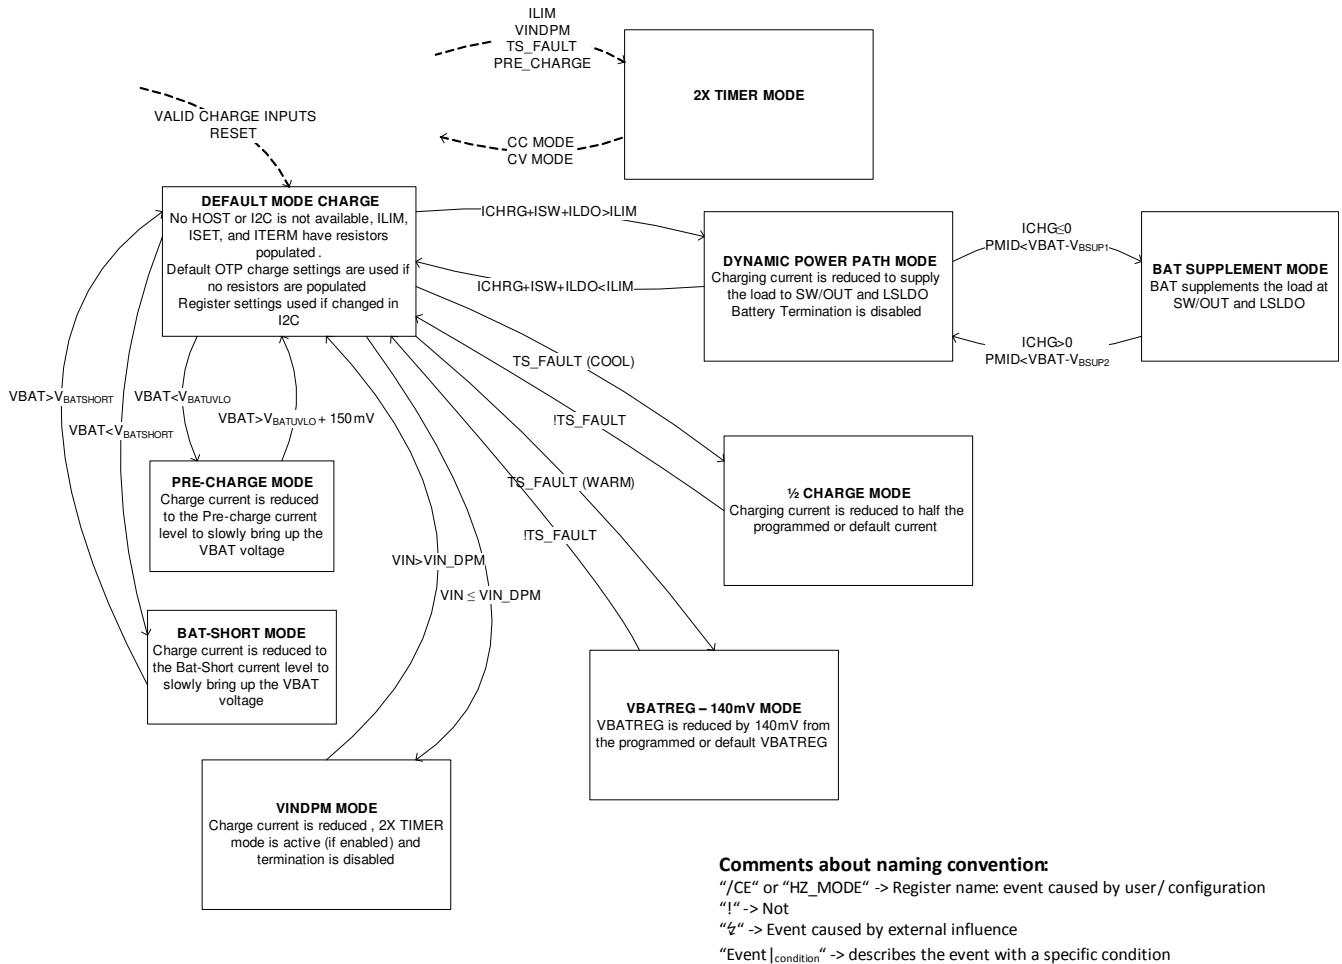 ILIM
VINDPM
TS_FAULT
PRE_CHARGE
2X TIMER MODE
VALID CHARGE INPUTS
RESET
CC MODE
CV MODE
DEFAULT MODE CHARGE
No HOST or I2C is not available, ILIM,
ISET, and ITERM have resistors
populated .
Default OTP charge settings are used if
no resistors are populated
Register settings used if changed in
I2C
ICHRG+ISW+ILDO>ILIM
ICHRG+ISW+ILDO<ILIM
DYNAMIC POWER PATH MODE
Charging current is reduced to supply
the load to SW/OUT and LSLDO
Battery Termination is disabled
ICHG≤0
PMID<VBAT-VBSUP1
ICHG>0
PMID<VBAT-VBSUP2
BAT SUPPLEMENT MODE
BAT supplements the load at
SW/OUT and LSLDO
TS_FAULT (COOL)
!TS_FAULT
VBAT>VBATSHORT
VBAT<VBATSHORT
VBAT<VBATUVLO
VBAT>VBATUVLO + 150mV
PRE-CHARGE MODE
Charge current is reduced
to the Pre-charge current
level to slowly bring up the
VBAT voltage
½ CHARGE MODE
Charging current is reduced to half the
programmed or default current
TS_FAULT (WARM)
!TS_FAULT
VIN>VIN_DPM
VIN ≤ VIN_DPM
BAT-SHORT MODE
Charge current is reduced to
the Bat-Short current level to
slowly bring up the VBAT
voltage
VBATREG – 140mV MODE
VBATREG is reduced by 140mV from
the programmed or default VBATREG
VINDPM MODE
Charge current is reduced , 2X TIMER
mode is active (if enabled) and
termination is disabled
Comments about naming convention:
“/CE“ or “HZ_MODE“ -> Register name: event caused by user/ configuration
“!“ -> Not
“↯“ -> Event caused by external influence
“Event|condition“ -> describes the event with a specific condition